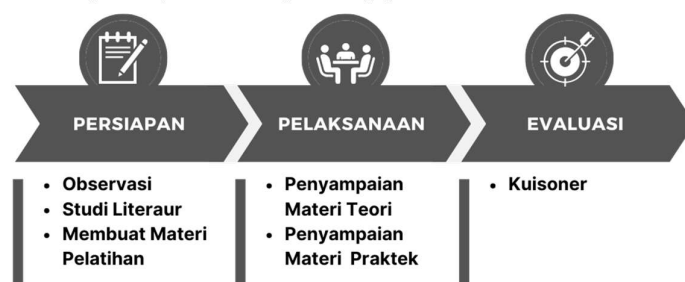 PERSIAPAN
PELAKSANAAN
EVALUASI
• Observasi
• Studi Literaur
• Membuat Materi
Pelatihan
• Penyampaian
Materi Teori
• Penyampaian
Materi Praktek
• Kuisoner